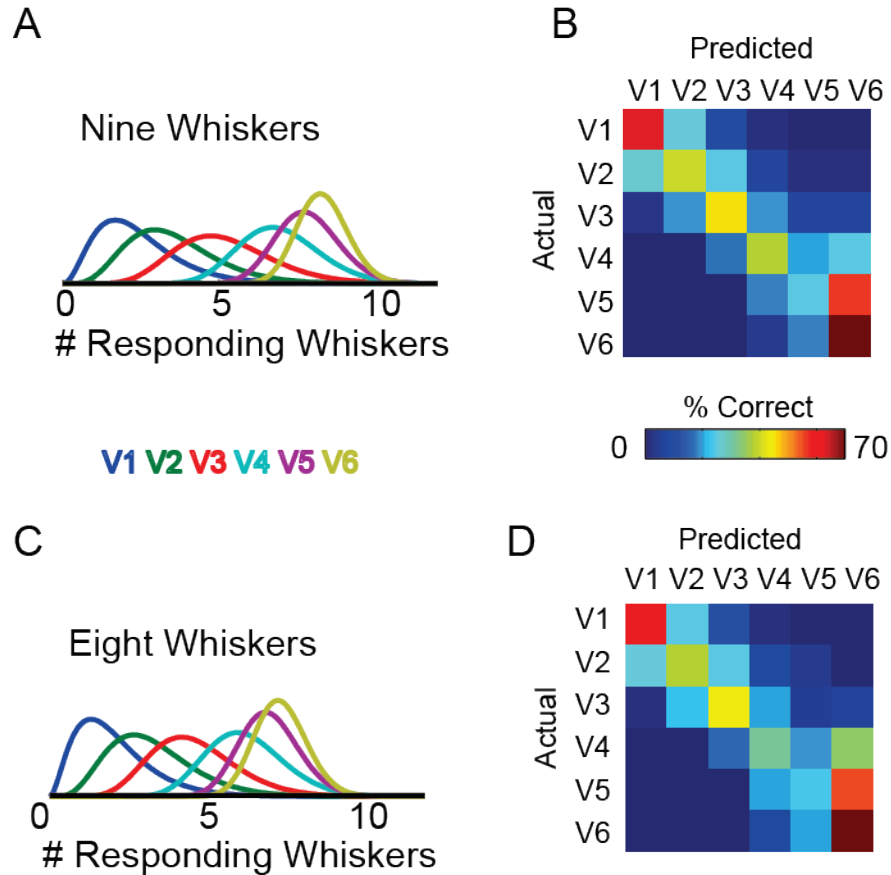 A
Nine Whiskers
0 5 10
# Responding Whiskers
V1 V2 V3 V4 V5 V6
B
Predicted
V1 V2 V3 V4 V5 V6
Actual
V1
V2
V3
V4
V5
V6
% Correct
0 70
C
Eight Whiskers
0 5 10
# Responding Whiskers
D
Predicted
V1 V2 V3 V4 V5 V6
Actual
V1
V2
V3
V4
V5
V6